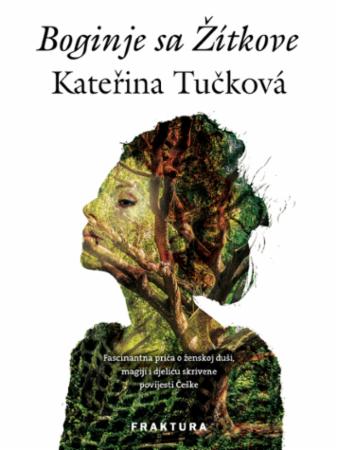 Boginje sa Žítkove
Kateřina Tučková
Fascinantna priča o ženskoj duši,
magiji i djeliću skrivene
povijesti Češke
FRAKTURA